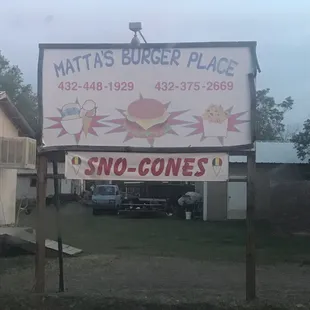 MATTA'S BURGER PLACE
432-448-1929 432-375-2669
SNO-CONES